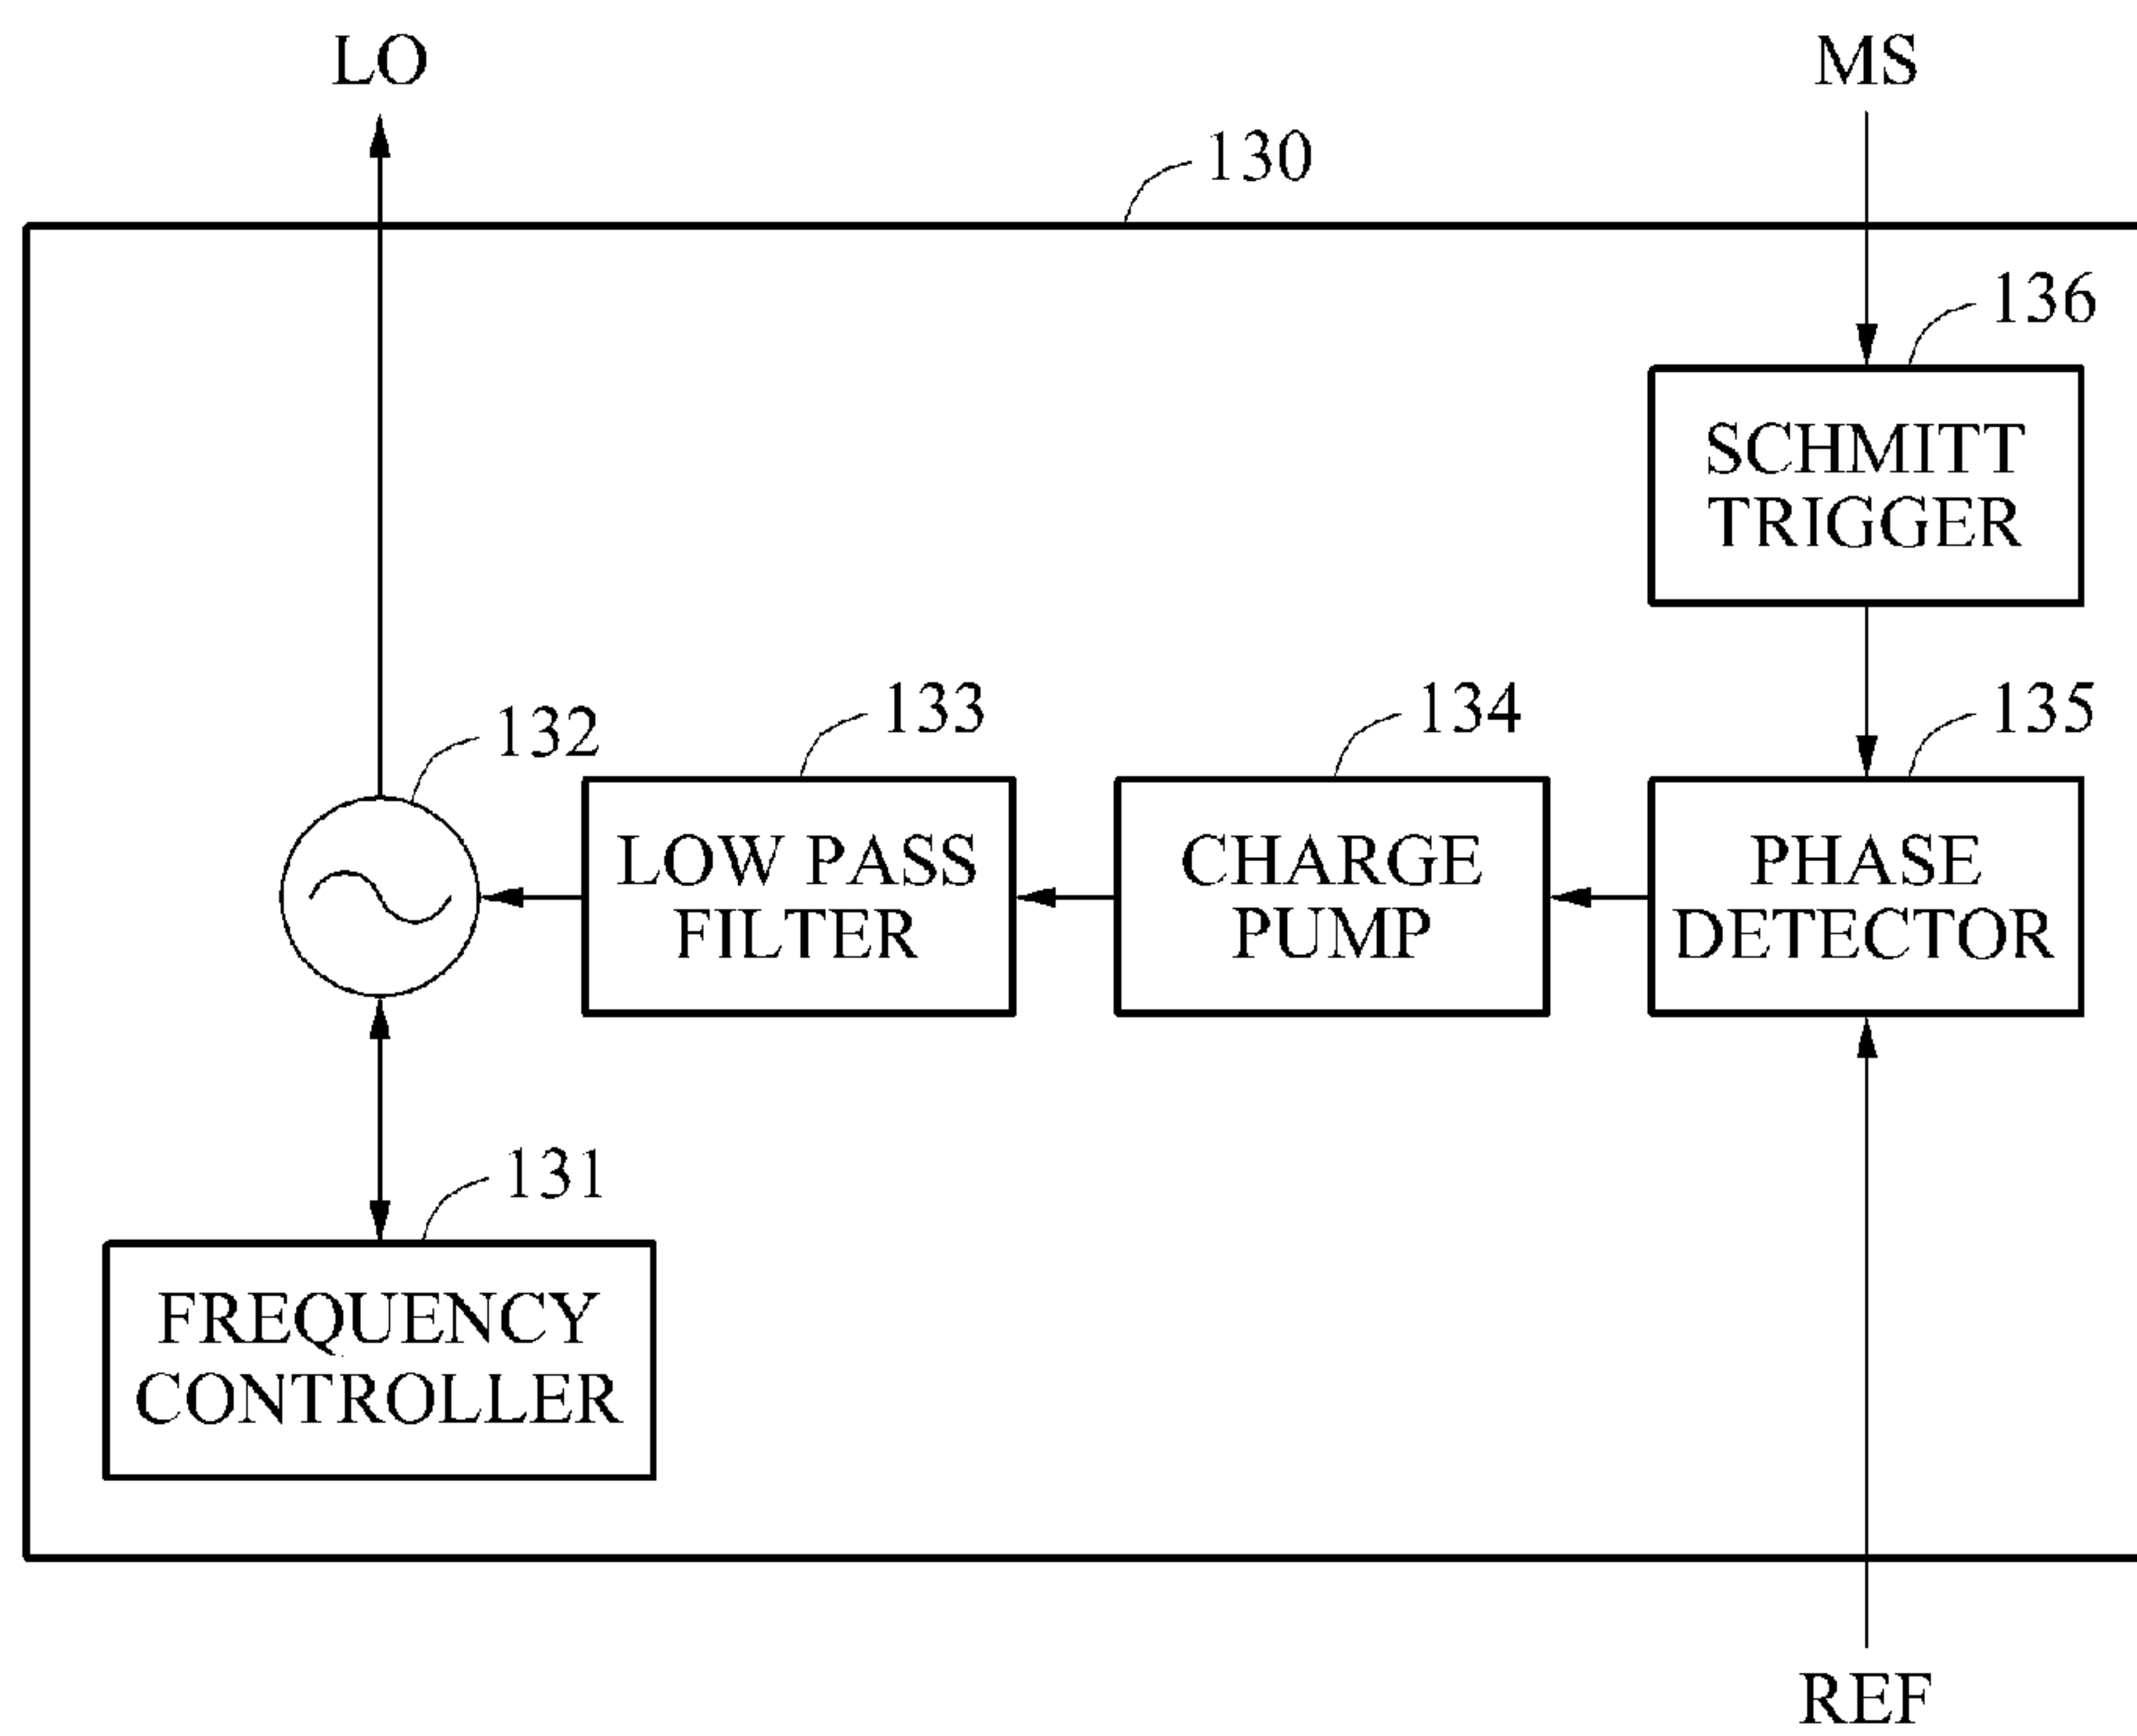 LO
MS
130
136
SCHMITT
TRIGGER
132
133
134
135
LOW PASS
FILTER
CHARGE
PUMP
PHASE
DETECTOR
131
FREQUENCY
CONTROLLER
REF